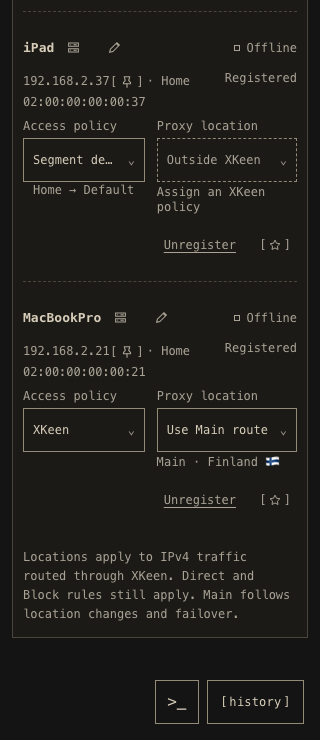 iPad
Offline
192.168.2.37[ ] · Home
Registered
02:00:00:00:00:37
Access policy
Proxy location
Segment de…
Outside XKeen
Home → Default
Assign an XKeen
policy
Unregister
[☆]
MacBookPro
Offline
192.168.2.21[ ] · Home
Registered
02:00:00:00:00:21
Access policy
Proxy location
XKeen
Use Main route
Main · Finland 🇫🇮
Unregister
[☆]
Locations apply to IPv4 traffic
routed through XKeen. Direct and
Block rules still apply. Main follows
location changes and failover.
>_
[history]